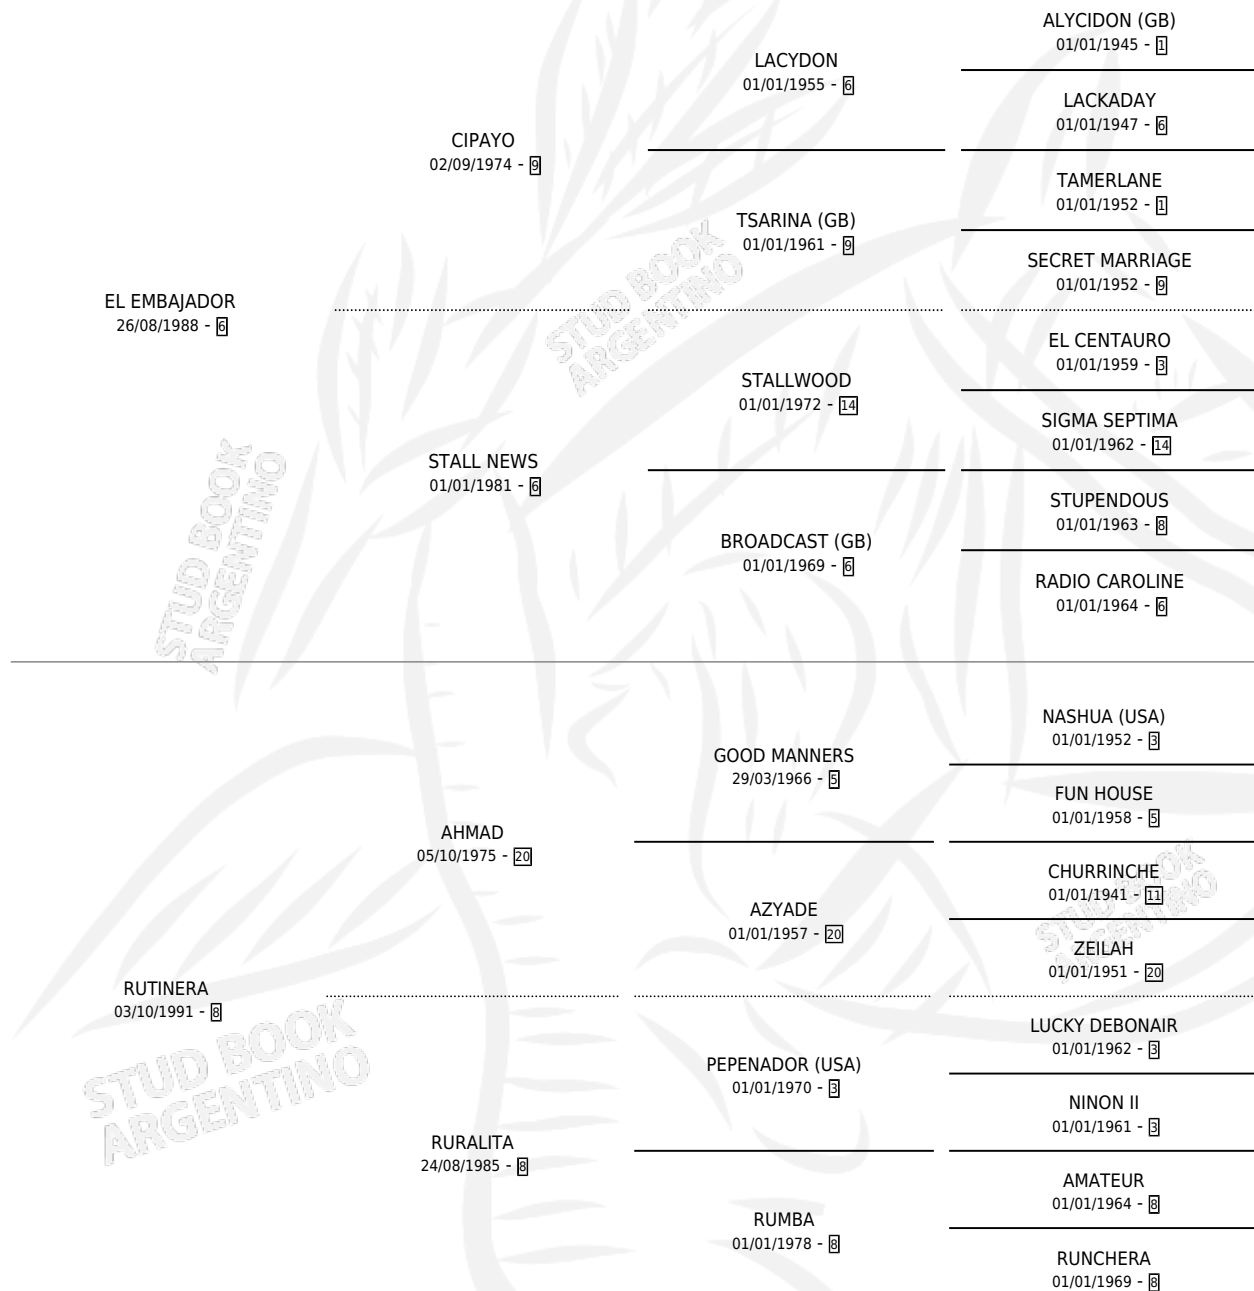 ALYCIDON (GB)
01/01/1945 - 1
LACYDON
01/01/1955 - 6
LACKADAY
01/01/1947 - 6
CIPAYO
02/09/1974 - 9
TAMERLANE
01/01/1952 - 1
TSARINA (GB)
01/01/1961 - 9
SECRET MARRIAGE
01/01/1952 - 9
EL EMBAJADOR
26/08/1988 - 6
EL CENTAURO
01/01/1959 - 3
STALLWOOD
01/01/1972 - 14
SIGMA SEPTIMA
01/01/1962 - 14
STALL NEWS
01/01/1981 - 6
STUPENDOUS
01/01/1963 - 8
BROADCAST (GB)
01/01/1969 - 6
RADIO CAROLINE
01/01/1964 - 6
NASHUA (USA)
01/01/1952 - 3
GOOD MANNERS
29/03/1966 - 5
FUN HOUSE
01/01/1958 - 5
AHMAD
05/10/1975 - 20
CHURRINCHE
01/01/1941 - 11
AZYADE
01/01/1957 - 20
ZEILAH
01/01/1951 - 20
RUTINERA
03/10/1991 - 8
LUCKY DEBONAIR
01/01/1962 - 3
PEPENADOR (USA)
01/01/1970 - 3
NINON II
01/01/1961 - 3
RURALITA
24/08/1985 - 8
AMATEUR
01/01/1964 - 8
RUMBA
01/01/1978 - 8
RUNCHERA
01/01/1969 - 8
STUD BOOK
ARGENTINO
STUD BOOK
ARGENTINO
STUD BOOK
ARGENTINO
STUD BOOK
ARGENTINO